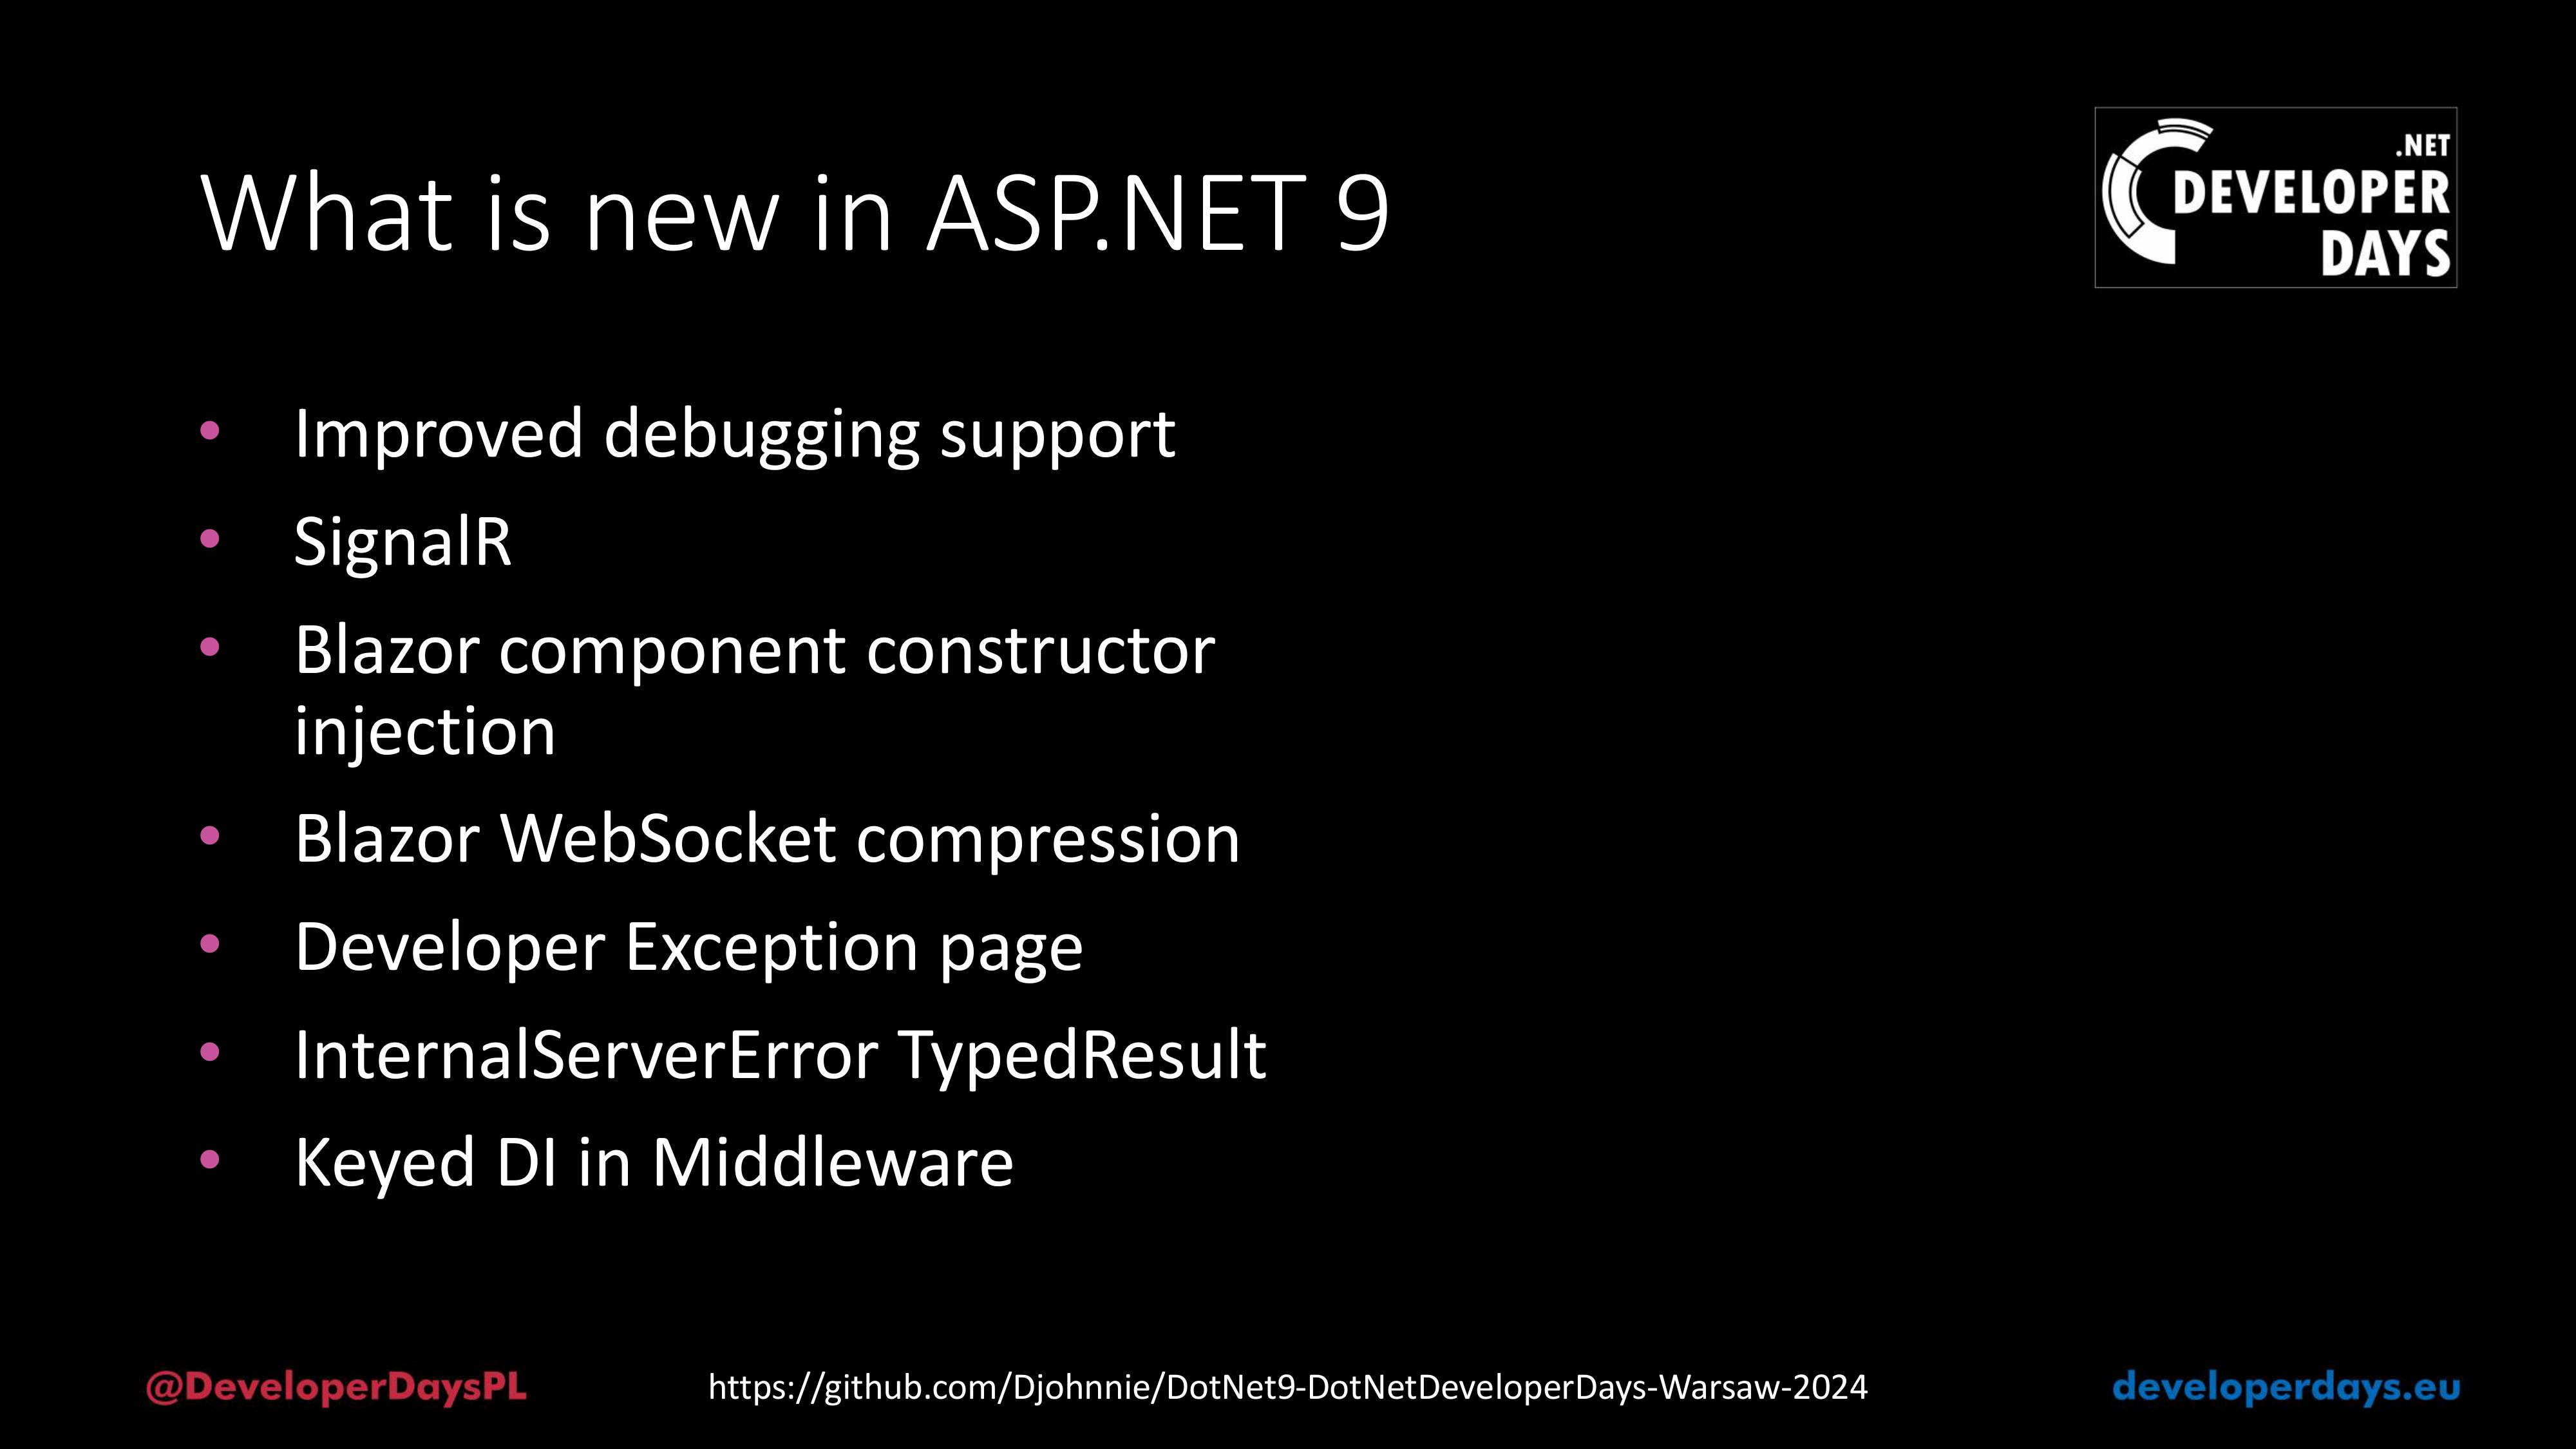 What is new in ASP.NET 9
.NET
DEVELOPER
DAYS
• Improved debugging support
• SignalR
• Blazor component constructor
injection
• Blazor WebSocket compression
• Developer Exception page
• InternalServerError TypedResult
• Keyed DI in Middleware
@DeveloperDaysPL
https://github.com/Djohnnie/DotNet9-DotNetDeveloperDays-Warsaw-2024
developerdays.eu